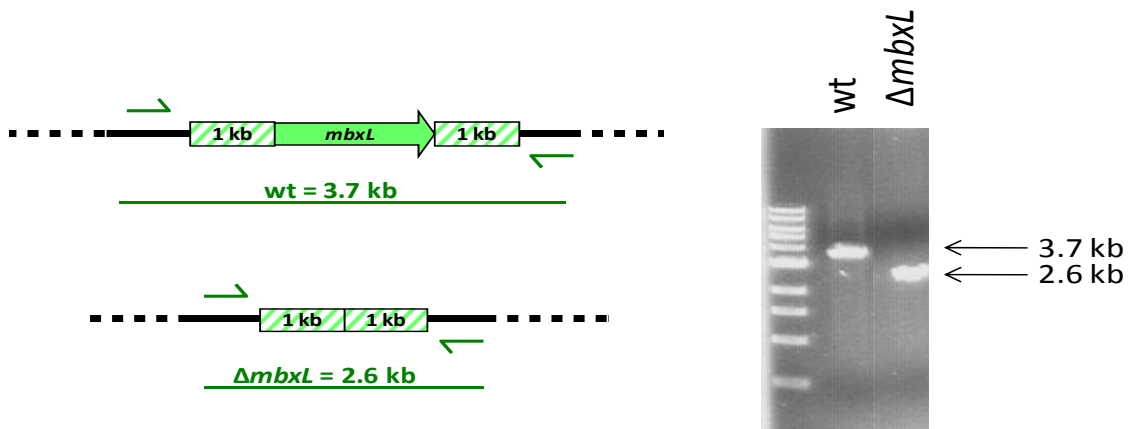 wt
ΔmbxL
1 kb mbxL 1 kb
wt = 3.7 kb
3.7 kb
2.6 kb
1 kb 1 kb
ΔmbxL = 2.6 kb